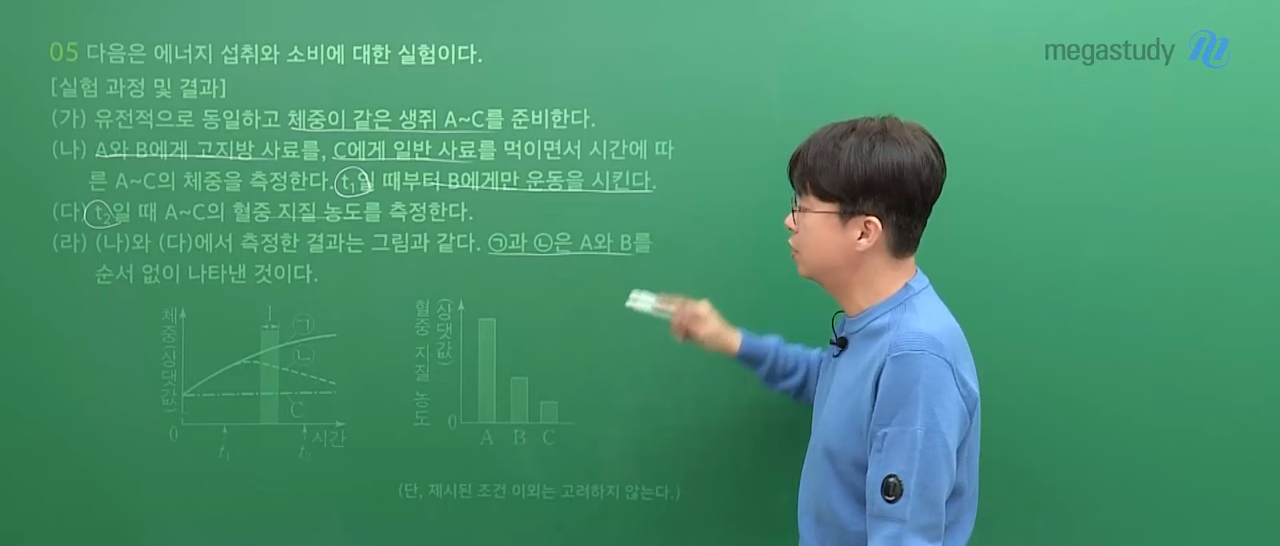 megastudy
05 다음은 에너지 섭취와 소비에 대한 실험이다.
[실험 과정 및 결과]
(가) 유전적으로 동일하고 체중이 같은 생쥐 A~C를 준비한다.
(나) A와 B에게 고지방 사료를, C에게 일반 사료를 먹이면서 시간에 따
른 A~C의 체중을 측정한다. t₁일 때부터 B에게만 운동을 시킨다.
(다) t₂일 때 A~C의 혈중 지질 농도를 측정한다.
(라) (나)와 (다)에서 측정한 결과는 그림과 같다. ㉠과 ㉡은 A와 B를
순서 없이 나타낸 것이다.
체중(상댓값)
I
㉠
㉡
C
0
t₁
t₂
시간
혈중 지질 농도
(상댓값)
0
A B C
(단, 제시된 조건 이외는 고려하지 않는다.)